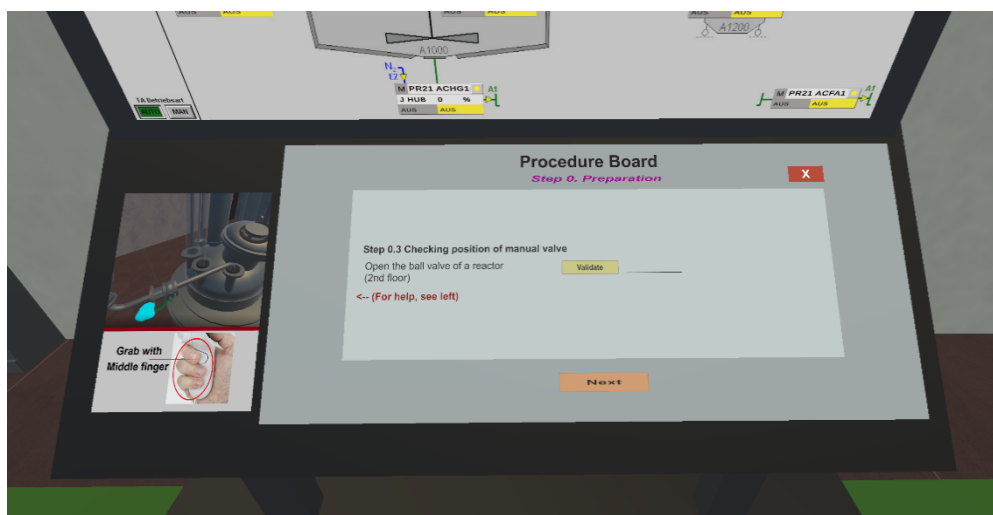 AUS AUS
AUS AUS
AUS AUS
A1200
A1000
N2
M PR21 ACHG1 A1
J HUB 0 %
AUS AUS
M PR21 ACFA1 A1
AUS AUS
TA Betriebsart
MAN
Procedure Board
Step 0. Preparation
X
Step 0.3 Checking position of manual valve
Open the ball valve of a reactor
(2nd floor)
Validate
<-- (For help, see left)
Grab with
Middle finger
Next